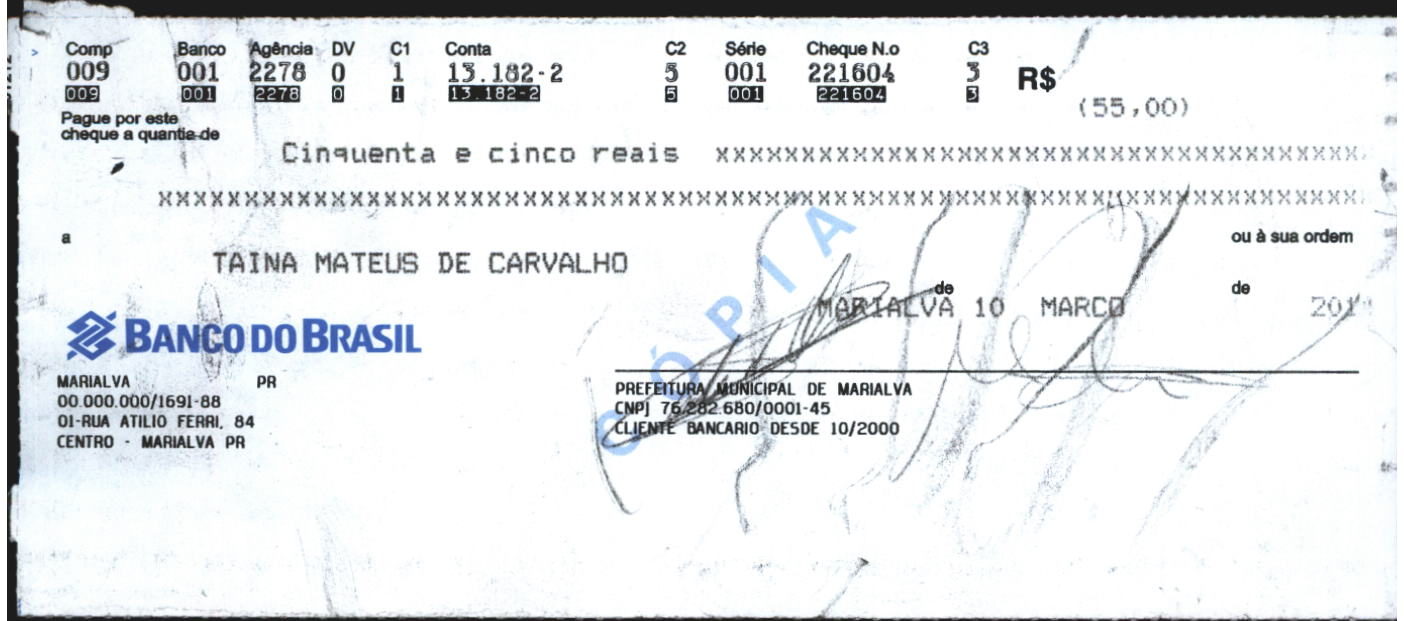 Comp Banco Agência DV C1 Conta C2 Série Cheque N.o C3
009 001 2278 0 1 13.182-2 5 001 221604 3 R$
009 001 2278 0 1 13.182-2 5 001 221604 3
(55,00)
Pague por este
cheque a quantia de
Cinquenta e cinco reais xxxxxxxxxxxxxxxxxxxxxxxxxxxxxxxxxxxxxx
xxxxxxxxxxxxxxxxxxxxxxxxxxxxxxxxxxxxxxxxxxxxxxxxxxxxxxxxxxxxxxxxxxxxxx
a ou à sua ordem
TAINA MATEUS DE CARVALHO
de de
MARIALVA 10 MARCO
CÓPIA
BANCO DO BRASIL
MARIALVA PR
00.000.000/1691-88
01-RUA ATILIO FERRI, 84
CENTRO - MARIALVA PR
PREFEITURA MUNICIPAL DE MARIALVA
CNPJ 76.282.680/0001-45
CLIENTE BANCARIO DESDE 10/2000